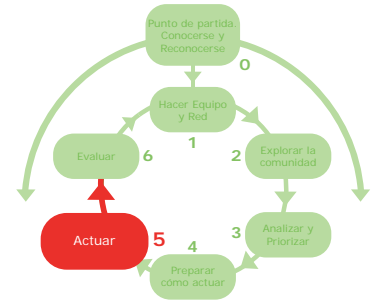 Punto de partida.
Conocerse y
Reconocerse
0
Hacer Equipo
y Red
1
Explorar la
comunidad
2
Analizar y
Priorizar
3
Preparar
cómo actuar
4
Actuar
5
Evaluar
6